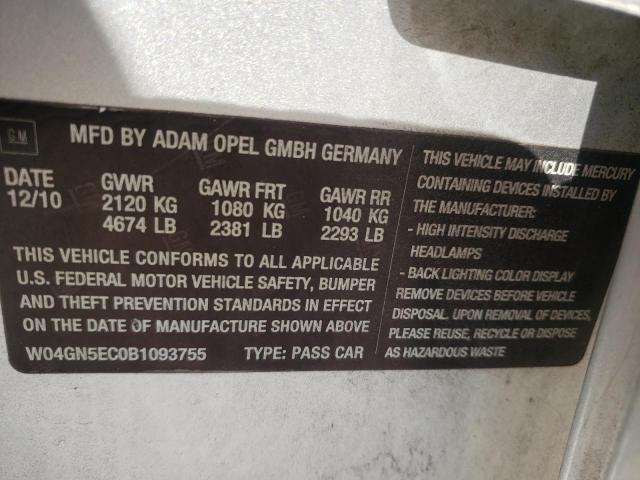 GM
MFD BY ADAM OPEL GMBH GERMANY
DATE GVWR GAWR FRT GAWR RR
12/10 2120 KG 1080 KG 1040 KG
4674 LB 2381 LB 2293 LB
THIS VEHICLE CONFORMS TO ALL APPLICABLE
U.S. FEDERAL MOTOR VEHICLE SAFETY, BUMPER
AND THEFT PREVENTION STANDARDS IN EFFECT
ON THE DATE OF MANUFACTURE SHOWN ABOVE
W04GN5EC0B1093755 TYPE: PASS CAR
THIS VEHICLE MAY INCLUDE MERCURY
CONTAINING DEVICES INSTALLED BY
THE MANUFACTURER:
- HIGH INTENSITY DISCHARGE
HEADLAMPS
- BACK LIGHTING COLOR DISPLAY
REMOVE DEVICES BEFORE VEHICLE
DISPOSAL. UPON REMOVAL OF DEVICES,
PLEASE REUSE, RECYCLE OR DISPOSE
AS HAZARDOUS WASTE